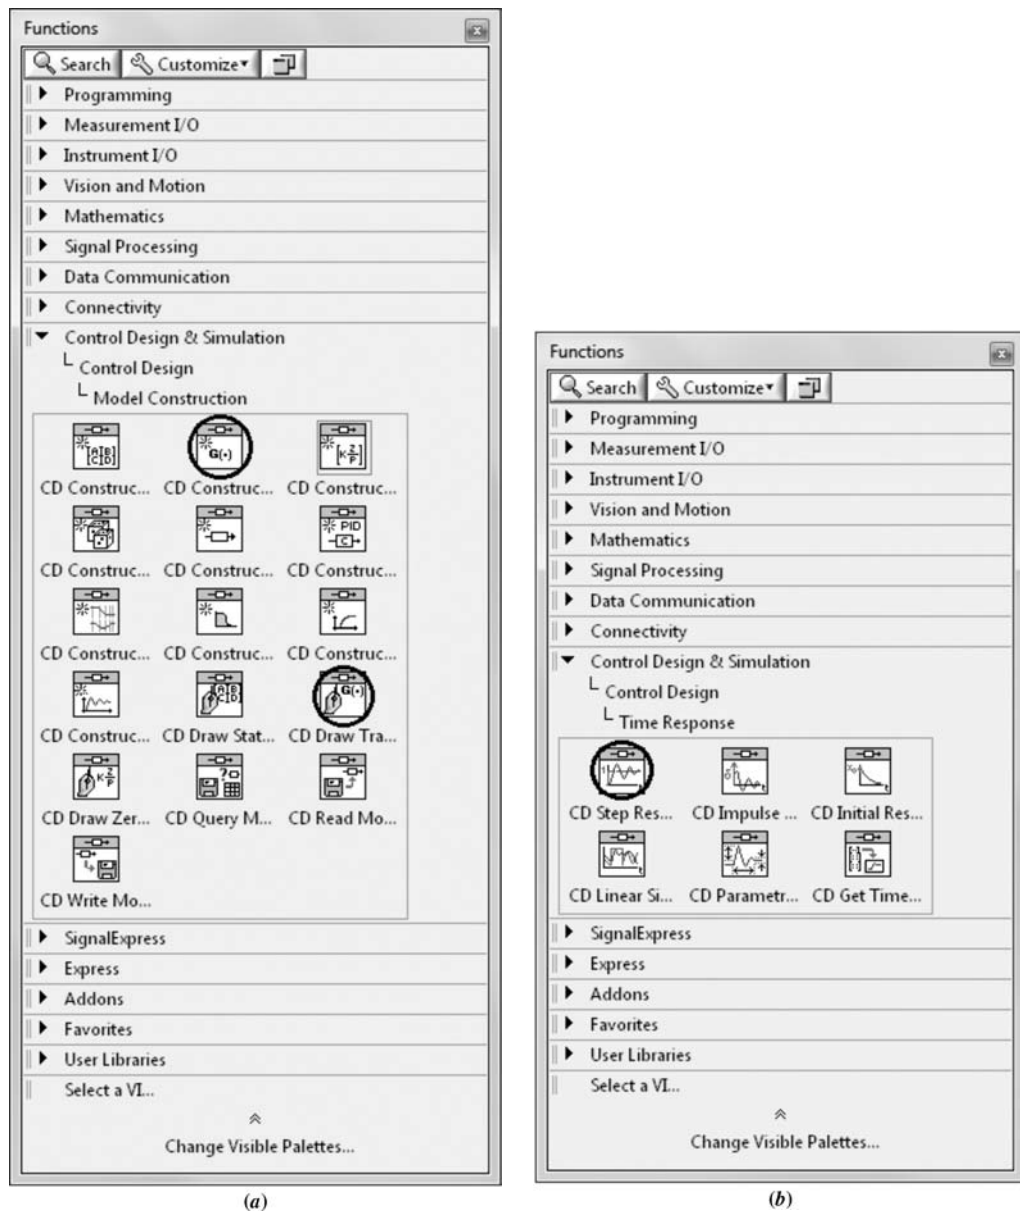 Functions
Search Customize
Programming
Measurement I/O
Instrument I/O
Vision and Motion
Mathematics
Signal Processing
Data Communication
Connectivity
Control Design & Simulation
Control Design
Model Construction
[A|B] [C|D]
G(•)
[K z/p]
CD Construc... CD Construc... CD Construc...
PID
C
CD Construc... CD Construc... CD Construc...
CD Construc... CD Construc... CD Construc...
[A|B] [C|D]
G(•)
CD Construc... CD Draw Stat... CD Draw Tra...
K z/p
?
CD Draw Zer... CD Query M... CD Read Mo...
CD Write Mo...
SignalExpress
Express
Addons
Favorites
User Libraries
Select a VI...
Change Visible Palettes...
(a)
Functions
Search Customize
Programming
Measurement I/O
Instrument I/O
Vision and Motion
Mathematics
Signal Processing
Data Communication
Connectivity
Control Design & Simulation
Control Design
Time Response
CD Step Res... CD Impulse ... CD Initial Res...
CD Linear Si... CD Parametr... CD Get Time...
SignalExpress
Express
Addons
Favorites
User Libraries
Select a VI...
Change Visible Palettes...
(b)